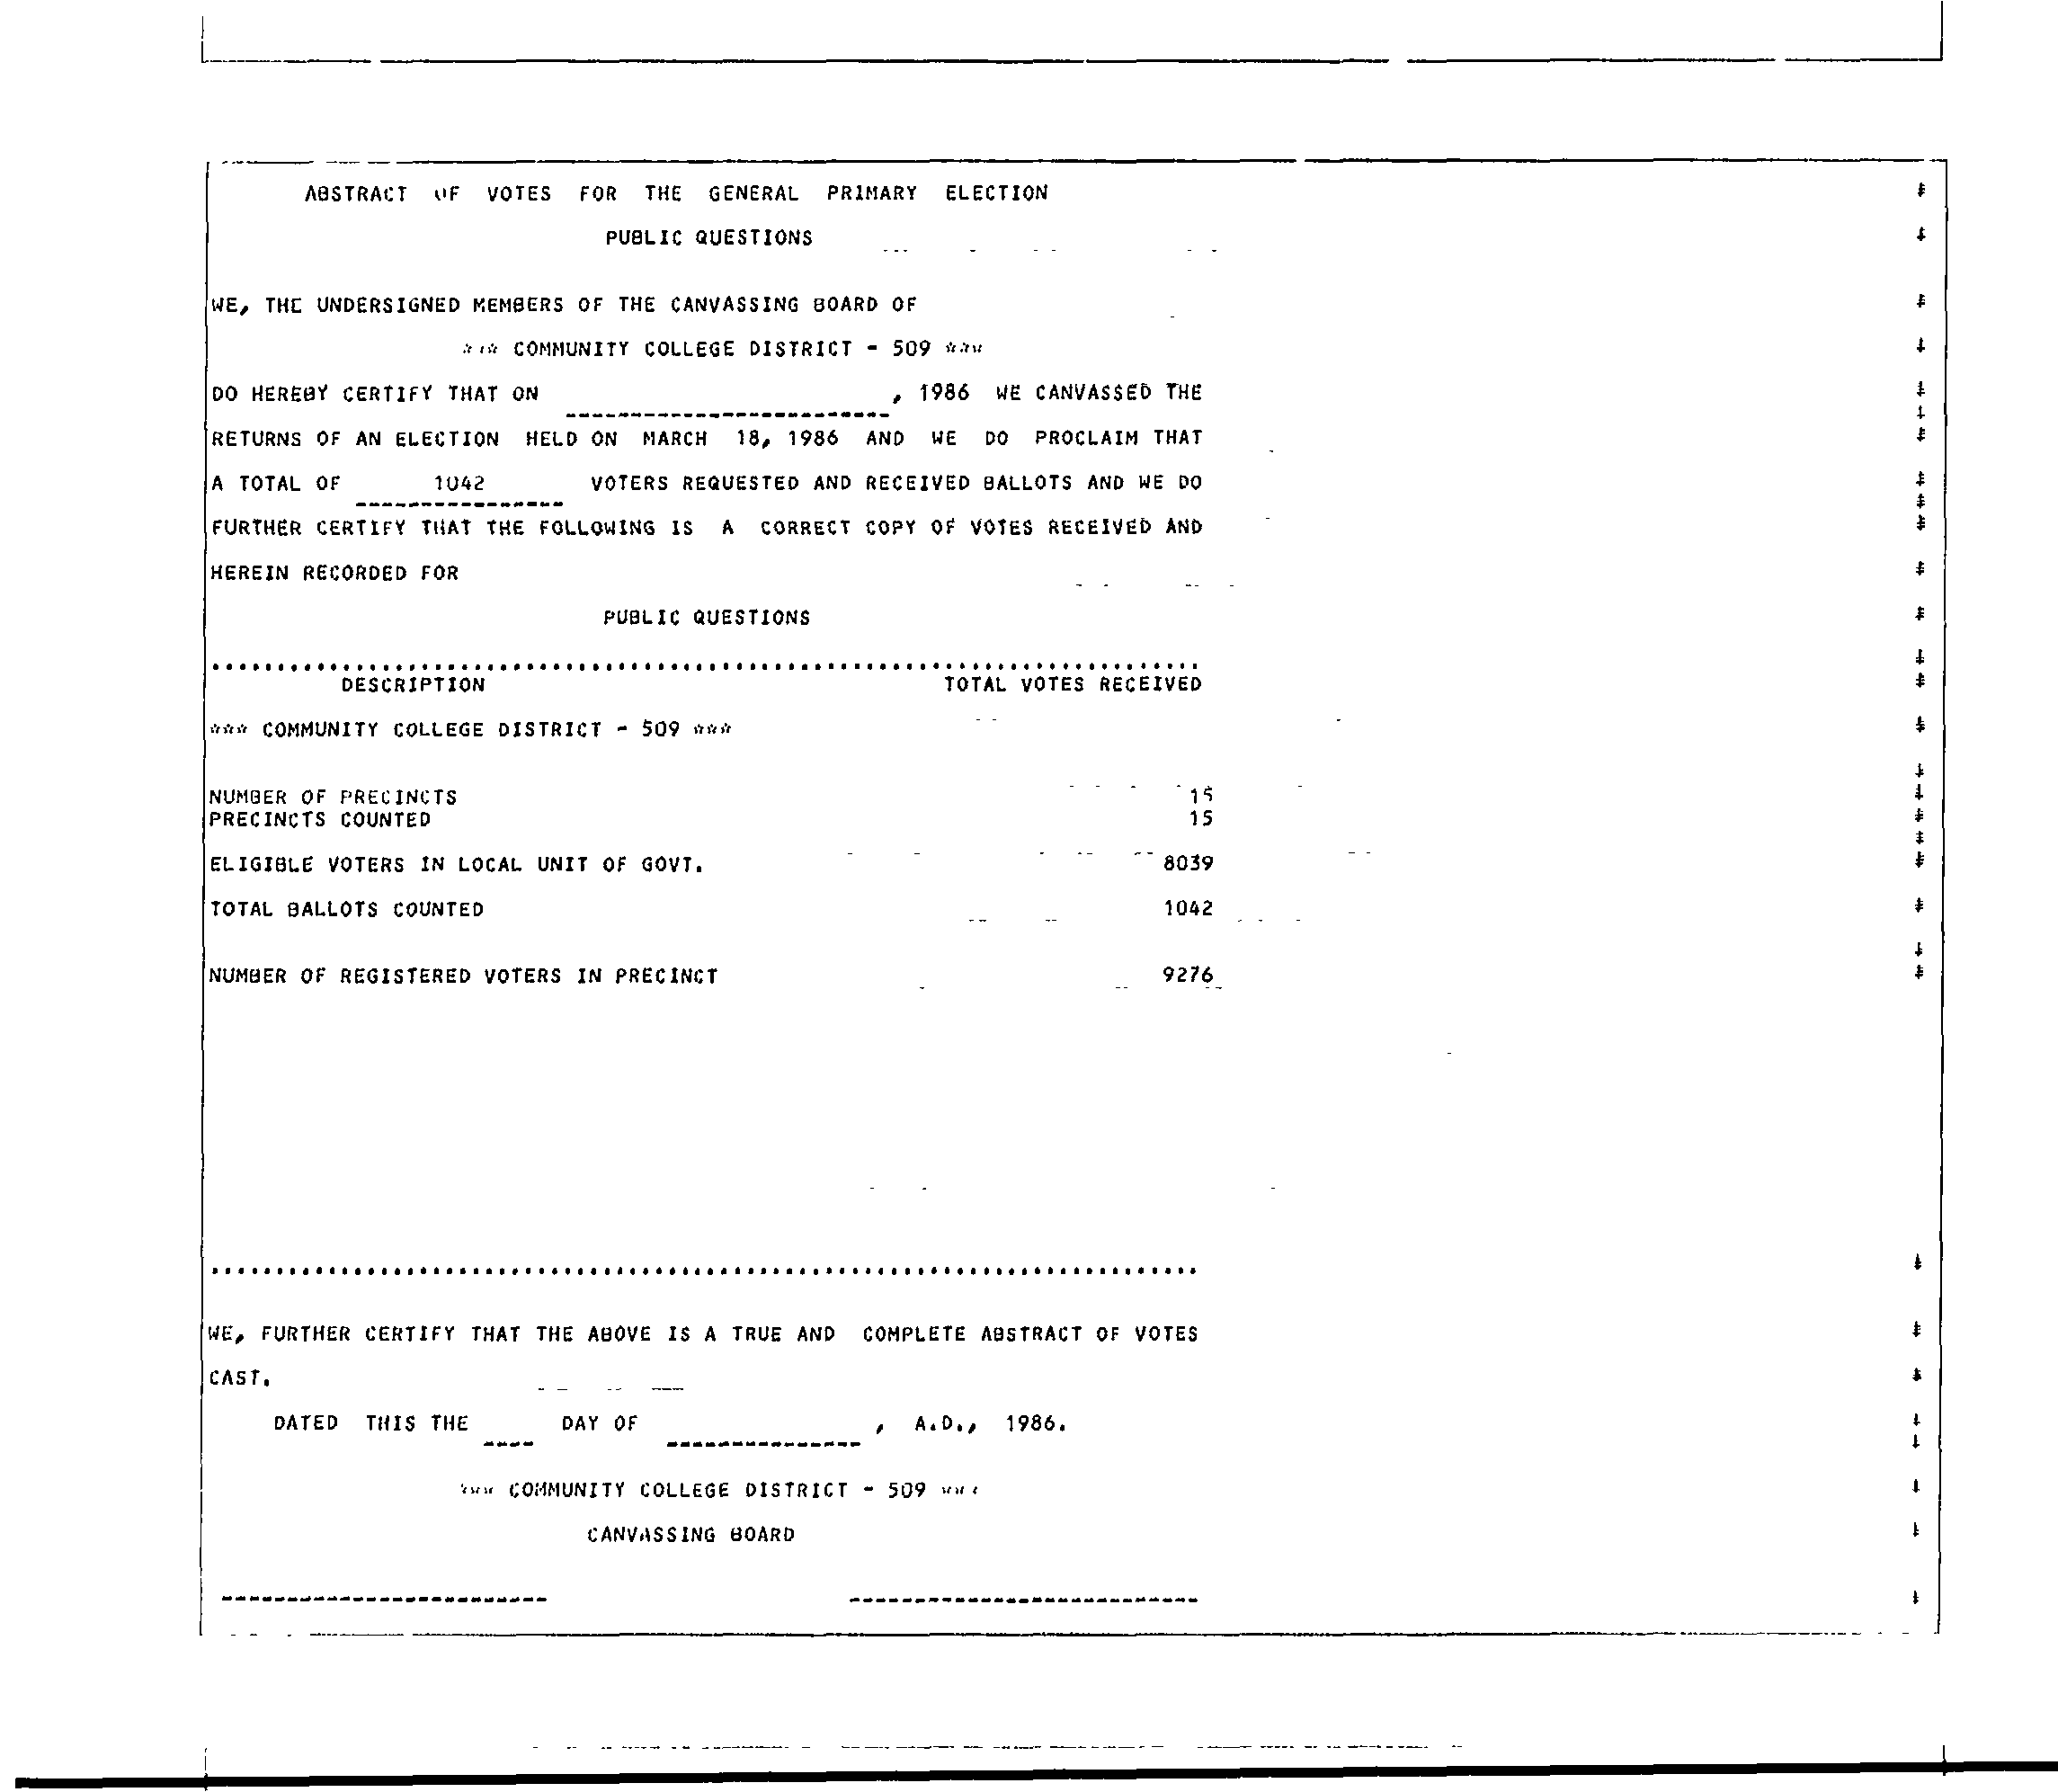 ABSTRACT OF VOTES FOR THE GENERAL PRIMARY ELECTION
PUBLIC QUESTIONS
WE, THE UNDERSIGNED MEMBERS OF THE CANVASSING BOARD OF
*** COMMUNITY COLLEGE DISTRICT - 509 ***
DO HEREBY CERTIFY THAT ON _________________________, 1986 WE CANVASSED THE
RETURNS OF AN ELECTION HELD ON MARCH 18, 1986 AND WE DO PROCLAIM THAT
A TOTAL OF 1042 VOTERS REQUESTED AND RECEIVED BALLOTS AND WE DO
FURTHER CERTIFY THAT THE FOLLOWING IS A CORRECT COPY OF VOTES RECEIVED AND
HEREIN RECORDED FOR
PUBLIC QUESTIONS
DESCRIPTION TOTAL VOTES RECEIVED
*** COMMUNITY COLLEGE DISTRICT - 509 ***
NUMBER OF PRECINCTS 15
PRECINCTS COUNTED 15
ELIGIBLE VOTERS IN LOCAL UNIT OF GOVT. 8039
TOTAL BALLOTS COUNTED 1042
NUMBER OF REGISTERED VOTERS IN PRECINCT 9276
WE, FURTHER CERTIFY THAT THE ABOVE IS A TRUE AND COMPLETE ABSTRACT OF VOTES
CAST.
DATED THIS THE ____ DAY OF _______________, A.D., 1986.
*** COMMUNITY COLLEGE DISTRICT - 509 ***
CANVASSING BOARD